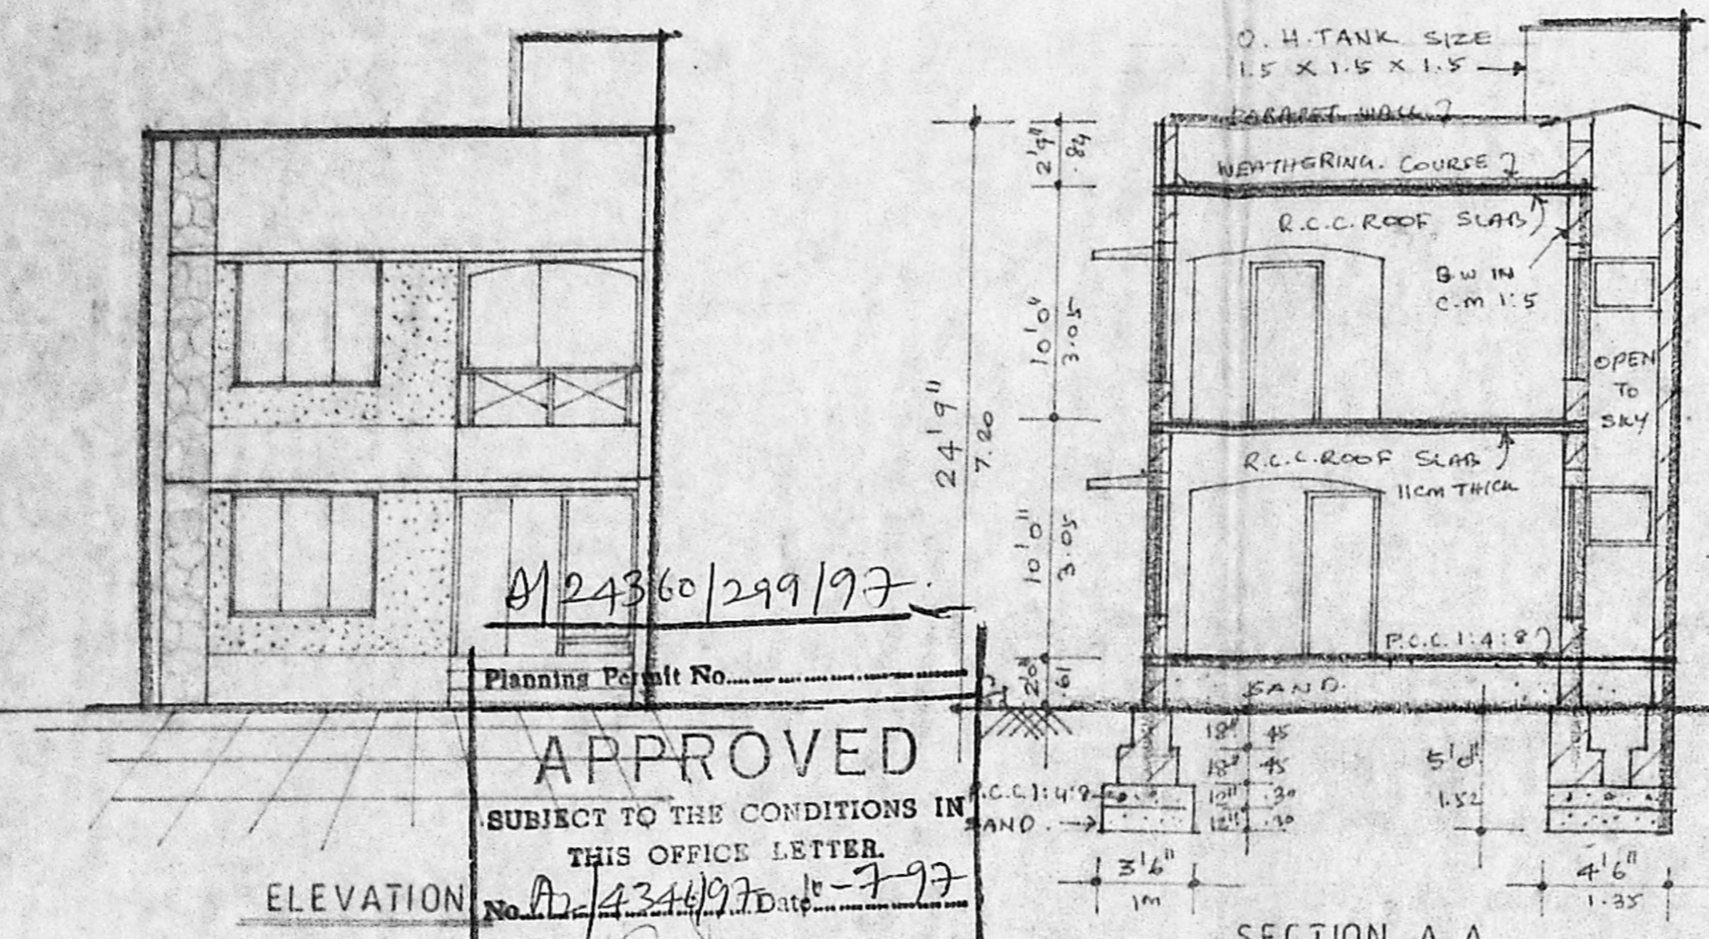 O.H.TANK SIZE
1.5 X 1.5 X 1.5
PARAPET WALL
WEATHERING. COURSE
R.C.C. ROOF SLAB
B.W IN
C.M 1:5
OPEN
TO
SKY
R.C.C. ROOF SLAB
11CM THICK
P.C.C. 1:4:8
SAND.
2'9"
.84
10'0"
3.05
24'9"
7.20
10'0"
3.05
2'0"
.61
18" 45
18" 45
12" .30
12" .30
5'0"
1.52
P.C.C. 1:4:8
SAND.
3'6"
1m
4'6"
1.35
SECTION A A
/24360/299/97
Planning Permit No.
APPROVED
SUBJECT TO THE CONDITIONS IN
THIS OFFICE LETTER.
No. Date -7-97
ELEVATION